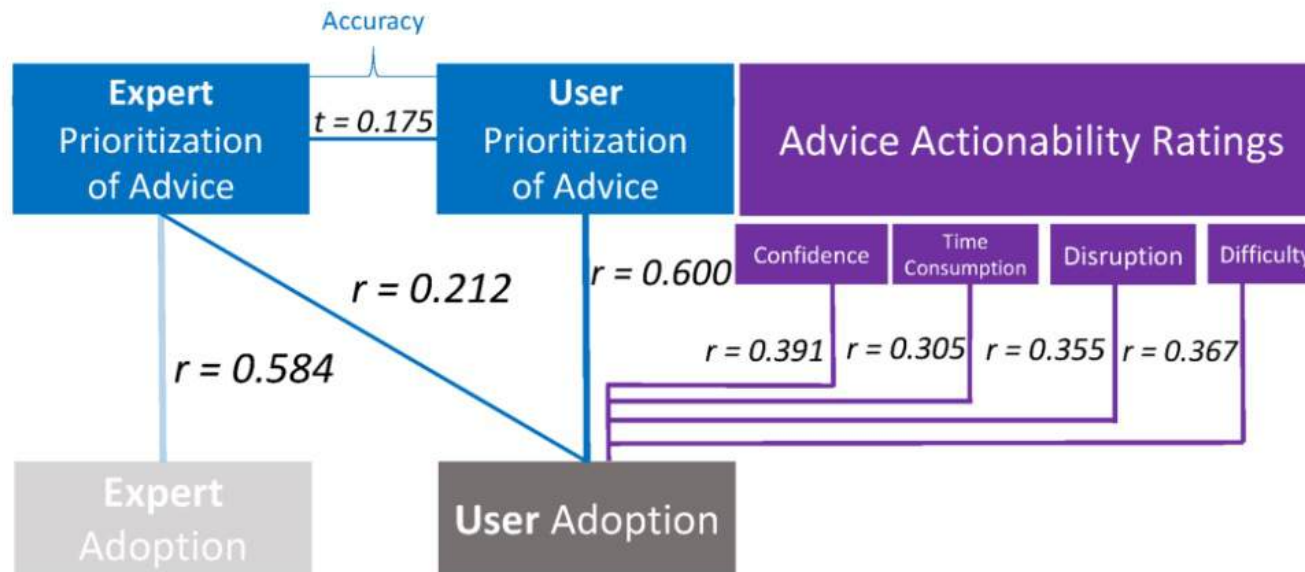 Accuracy
Expert
Prioritization
of Advice
t = 0.175
User
Prioritization
of Advice
Advice Actionability Ratings
Confidence
Time
Consumption
Disruption
Difficulty
r = 0.212
r = 0.600
r = 0.391
r = 0.305
r = 0.355
r = 0.367
r = 0.584
Expert
Adoption
User Adoption